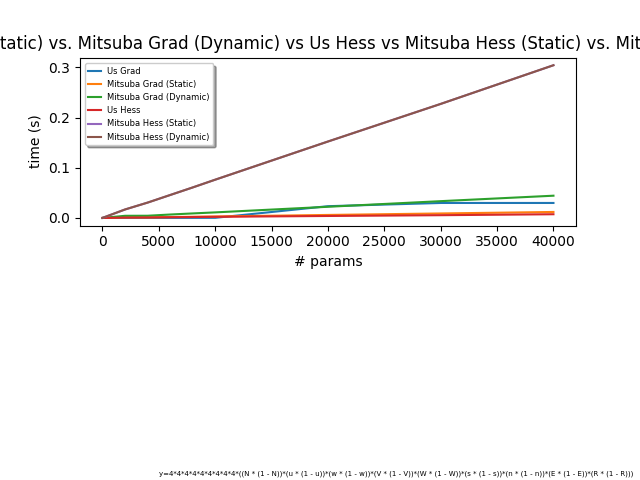 tatic) vs. Mitsuba Grad (Dynamic) vs Us Hess vs Mitsuba Hess (Static) vs. Mit
0.3
0.2
0.1
0.0
time (s)
Us Grad
Mitsuba Grad (Static)
Mitsuba Grad (Dynamic)
Us Hess
Mitsuba Hess (Static)
Mitsuba Hess (Dynamic)
0 5000 10000 15000 20000 25000 30000 35000 40000
# params
y=4*4*4*4*4*4*4*4*4*((N * (1 - N))*(u * (1 - u))*(w * (1 - w))*(V * (1 - V))*(W * (1 - W))*(s * (1 - s))*(n * (1 - n))*(E * (1 - E))*(R * (1 - R)))